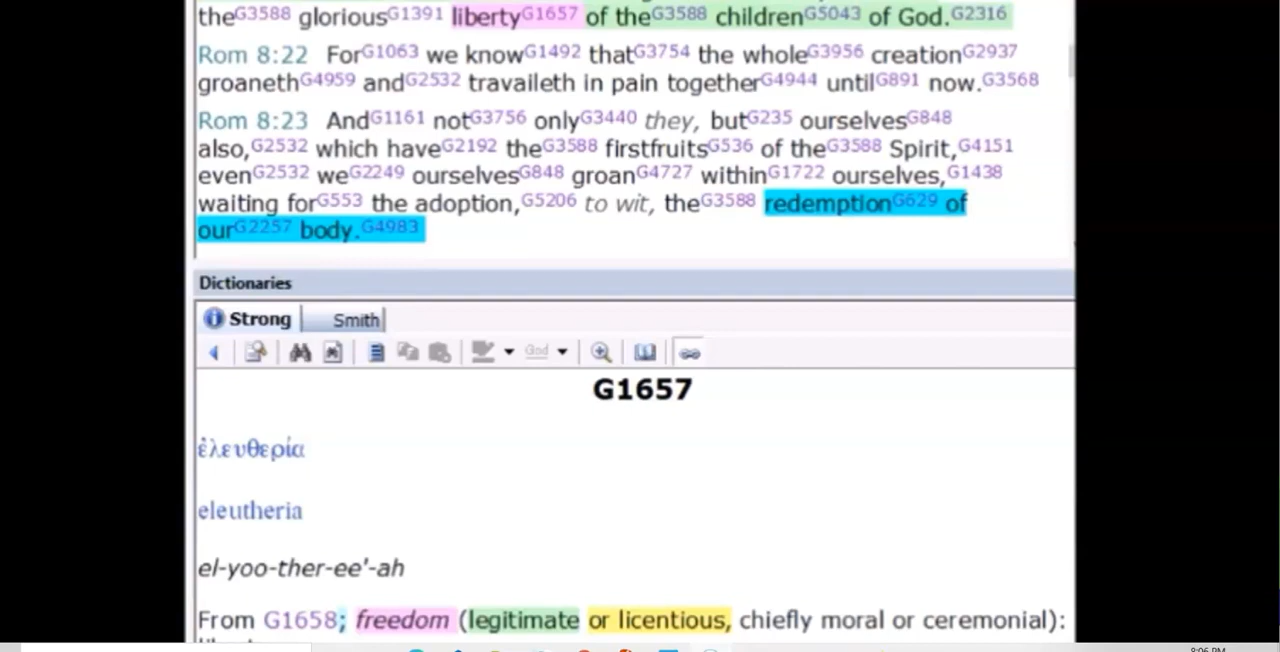 theG3588 gloriousG1391 libertyG1657 of theG3588 childrenG5043 of God.G2316
Rom 8:22 ForG1063 we knowG1492 thatG3754 the wholeG3956 creationG2937
groanethG4959 andG2532 travaileth in pain togetherG4944 untilG891 now.G3568
Rom 8:23 AndG1161 notG3756 onlyG3440 they, butG235 ourselvesG848
also,G2532 which haveG2192 theG3588 firstfruitsG536 of theG3588 Spirit,G4151
evenG2532 weG2249 ourselvesG848 groanG4727 withinG1722 ourselves,G1438
waiting forG553 the adoption,G5206 to wit, theG3588 redemptionG629 of
ourG2257 body.G4983
Dictionaries
Strong Smith
God
G1657
ἐλευθερία
eleutheria
el-yoo-ther-ee'-ah
From G1658; freedom (legitimate or licentious, chiefly moral or ceremonial):
8:06 PM